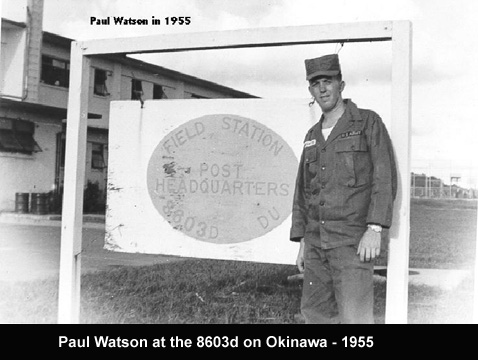 Paul Watson in 1955
FIELD STATION
POST
HEADQUARTERS
8603D DU
Paul Watson at the 8603d on Okinawa - 1955